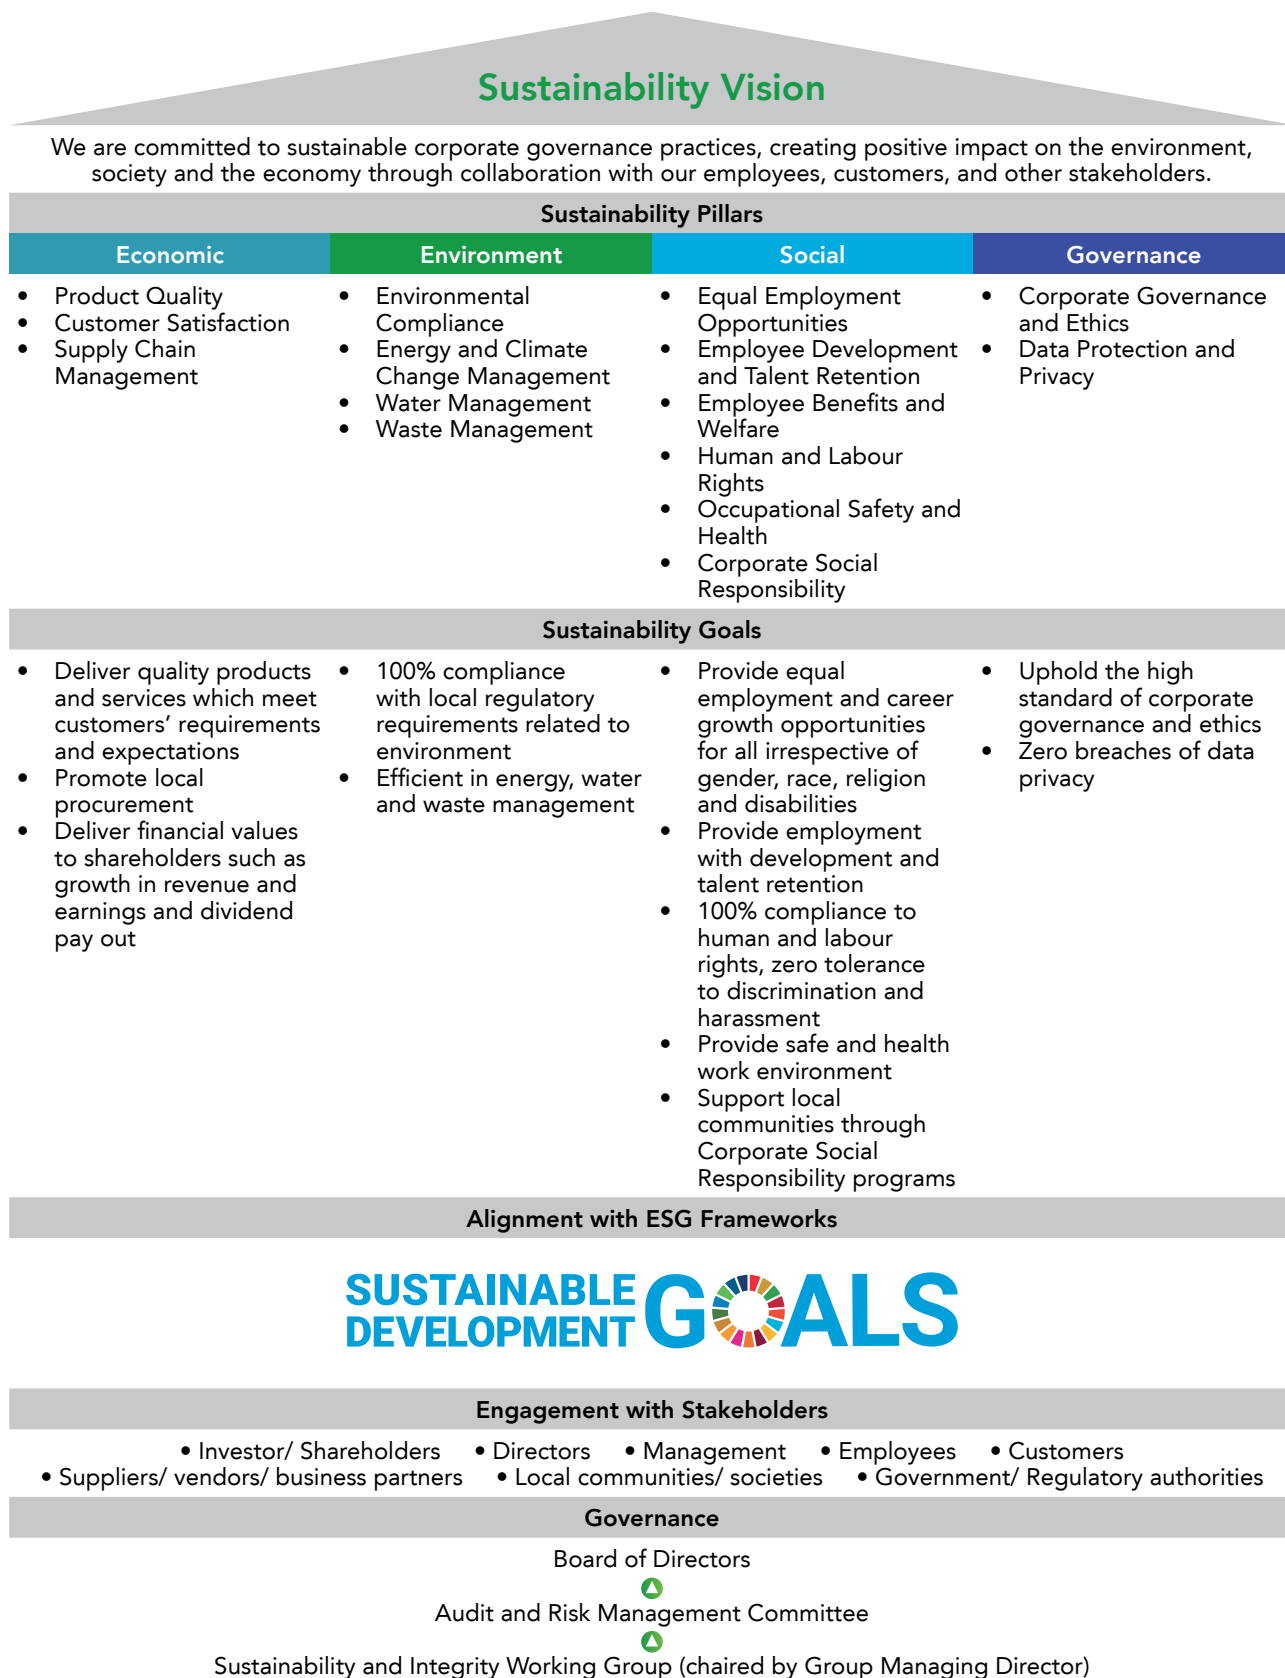 Sustainability Vision
We are committed to sustainable corporate governance practices, creating positive impact on the environment,
society and the economy through collaboration with our employees, customers, and other stakeholders.
Sustainability Pillars
Economic
• Product Quality
• Customer Satisfaction
• Supply Chain
Management
Environment
• Environmental
Compliance
• Energy and Climate
Change Management
• Water Management
• Waste Management
Social
• Equal Employment
Opportunities
• Employee Development
and Talent Retention
• Employee Benefits and
Welfare
• Human and Labour
Rights
• Occupational Safety and
Health
• Corporate Social
Responsibility
Governance
• Corporate Governance
and Ethics
• Data Protection and
Privacy
Sustainability Goals
• Deliver quality products
and services which meet
customers’ requirements
and expectations
• Promote local
procurement
• Deliver financial values
to shareholders such as
growth in revenue and
earnings and dividend
pay out
• 100% compliance
with local regulatory
requirements related to
environment
• Efficient in energy, water
and waste management
• Provide equal
employment and career
growth opportunities
for all irrespective of
gender, race, religion
and disabilities
• Provide employment
with development and
talent retention
• 100% compliance to
human and labour
rights, zero tolerance
to discrimination and
harassment
• Provide safe and health
work environment
• Support local
communities through
Corporate Social
Responsibility programs
• Uphold the high
standard of corporate
governance and ethics
• Zero breaches of data
privacy
Alignment with ESG Frameworks
SUSTAINABLE
DEVELOPMENT
GOALS
Engagement with Stakeholders
• Investor/ Shareholders • Directors • Management • Employees • Customers
• Suppliers/ vendors/ business partners • Local communities/ societies • Government/ Regulatory authorities
Governance
Board of Directors
Audit and Risk Management Committee
Sustainability and Integrity Working Group (chaired by Group Managing Director)